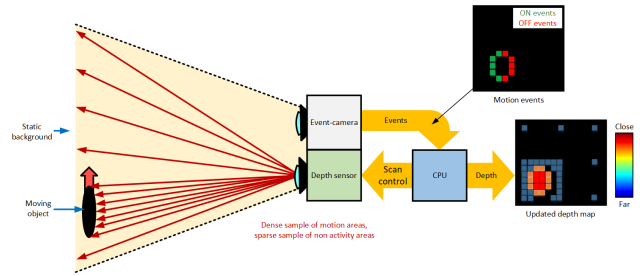 ON events
OFF events
Motion events
Static
background
Event-camera
Events
Close
Moving
object
Depth sensor
Scan
control
CPU
Depth
Far
Updated depth map
Dense sample of motion areas,
sparse sample of non activity areas